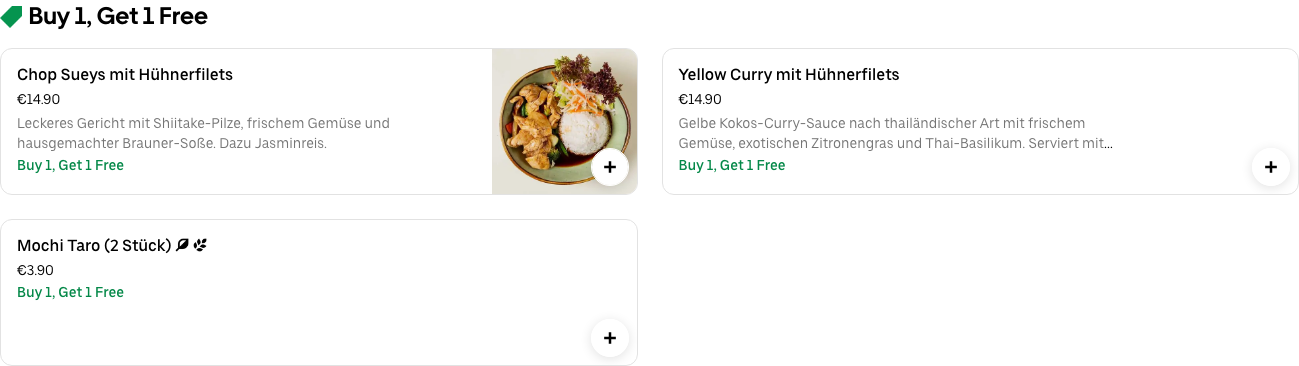 Buy 1, Get 1 Free
Chop Sueys mit Hühnerfilets
€14.90
Leckeres Gericht mit Shiitake-Pilze, frischem Gemüse und
hausgemachter Brauner-Soße. Dazu Jasminreis.
Buy 1, Get 1 Free
Yellow Curry mit Hühnerfilets
€14.90
Gelbe Kokos-Curry-Sauce nach thailändischer Art mit frischem
Gemüse, exotischen Zitronengras und Thai-Basilikum. Serviert mit...
Buy 1, Get 1 Free
Mochi Taro (2 Stück)
€3.90
Buy 1, Get 1 Free